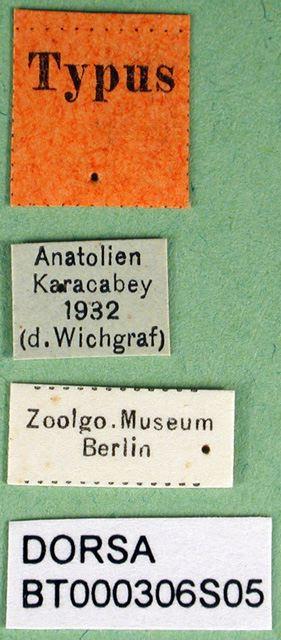 Typus
Anatolien
Karacabey
1932
(d. Wichgraf)
Zoolgo. Museum
Berlin
DORSA
BT000306S05